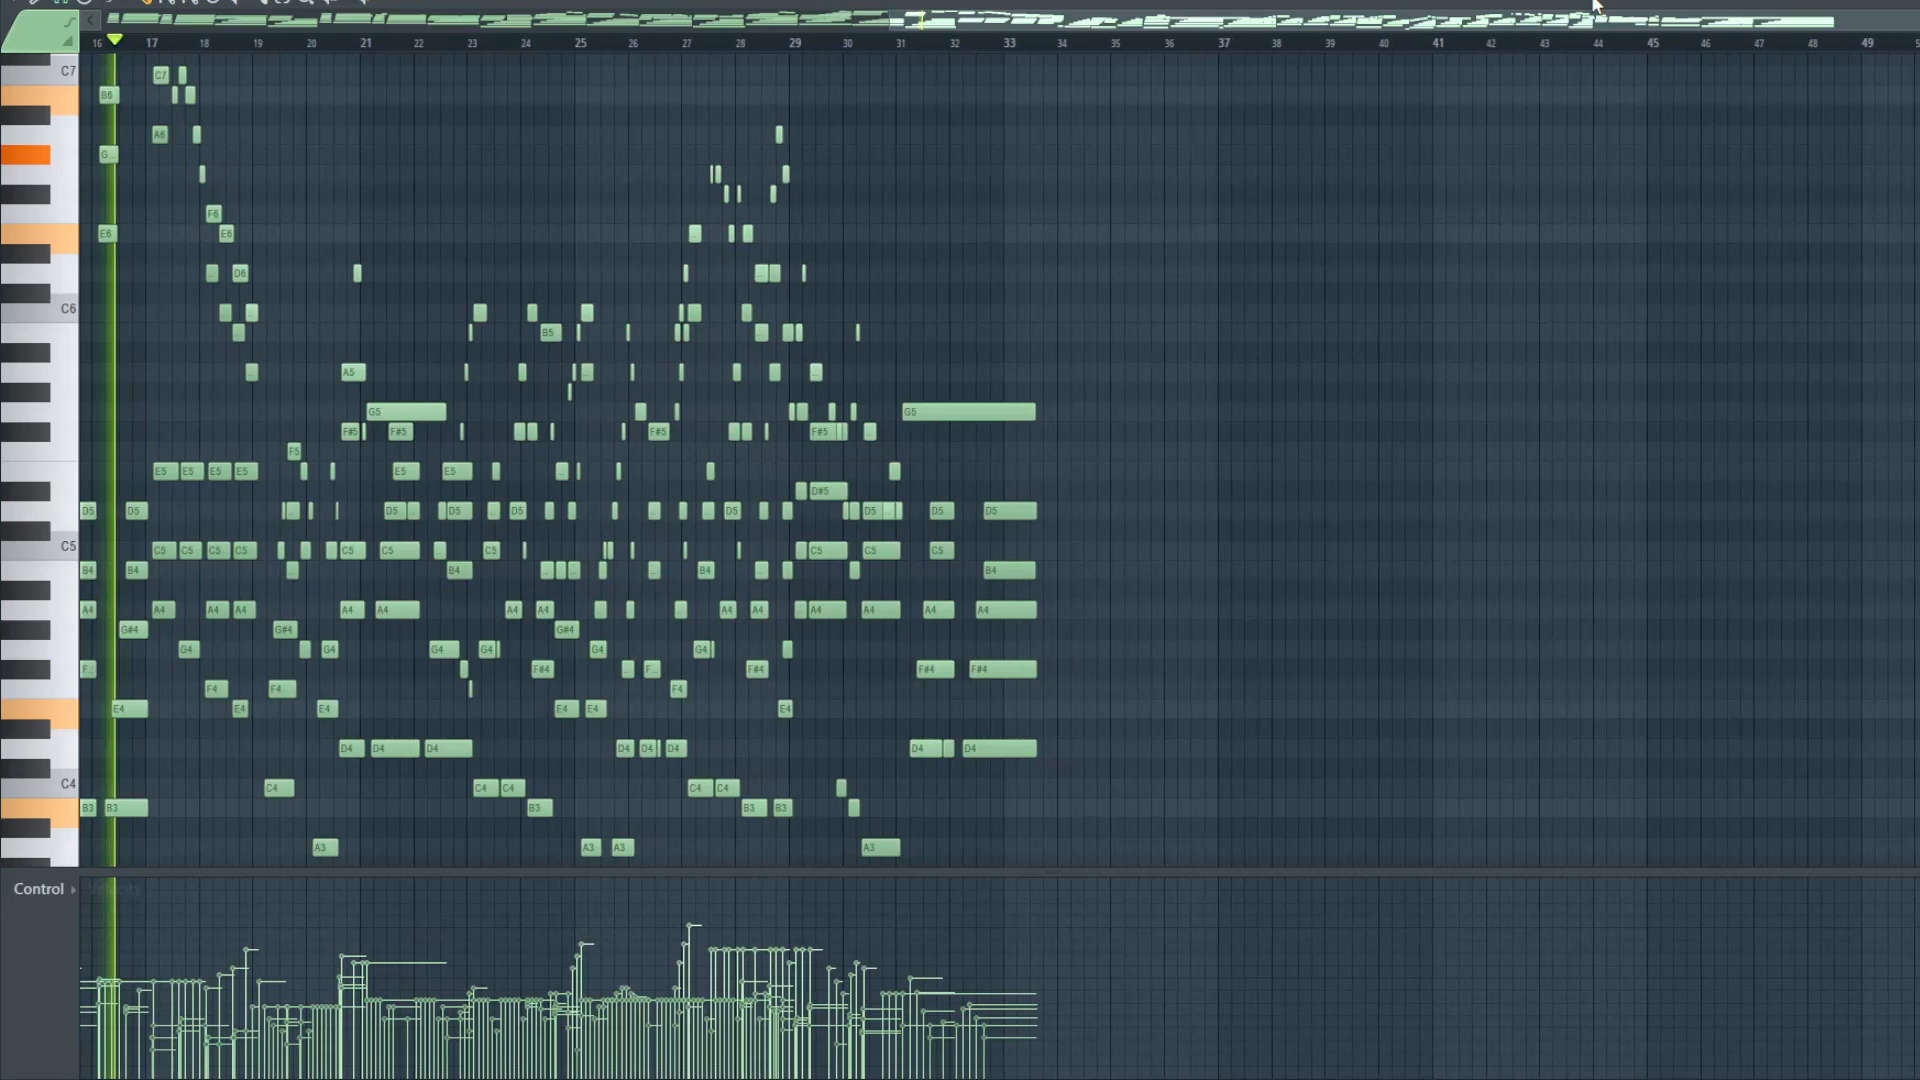 16 17 18 19 20 21 22 23 24 25 26 27 28 29 30 31 32 33 34 35 36 37 38 39 40 41 42 43 44 45 46 47 48 49
C7 C7
B6
A6
G...
F6
E6 E6
D6
C6
B5
A5
G5 G5
F#5 F#5 F#5 F#5
F5
E5 E5 E5 E5 E5 E5
D#5
D5 D5 D5 D5 D5 D5 D5 D5 D5
C5 C5 C5 C5 C5 C5 C5 C5 C5 C5 C5
B4 B4 B4 B4 B4
A4 A4 A4 A4 A4 A4 A4 A4 A4 A4 A4 A4 A4 A4
G#4 G#4 G#4
G4 G4 G4 G4 G4 G4
F... F#4 F... F#4 F#4 F#4
F4 F4 F4
E4 E4 E4 E4 E4 E4
D4 D4 D4 D4 D4 D4 D4 D4
C4 C4 C4 C4 C4 C4
B3 B3 B3 B3 B3
A3 A3 A3 A3
Control